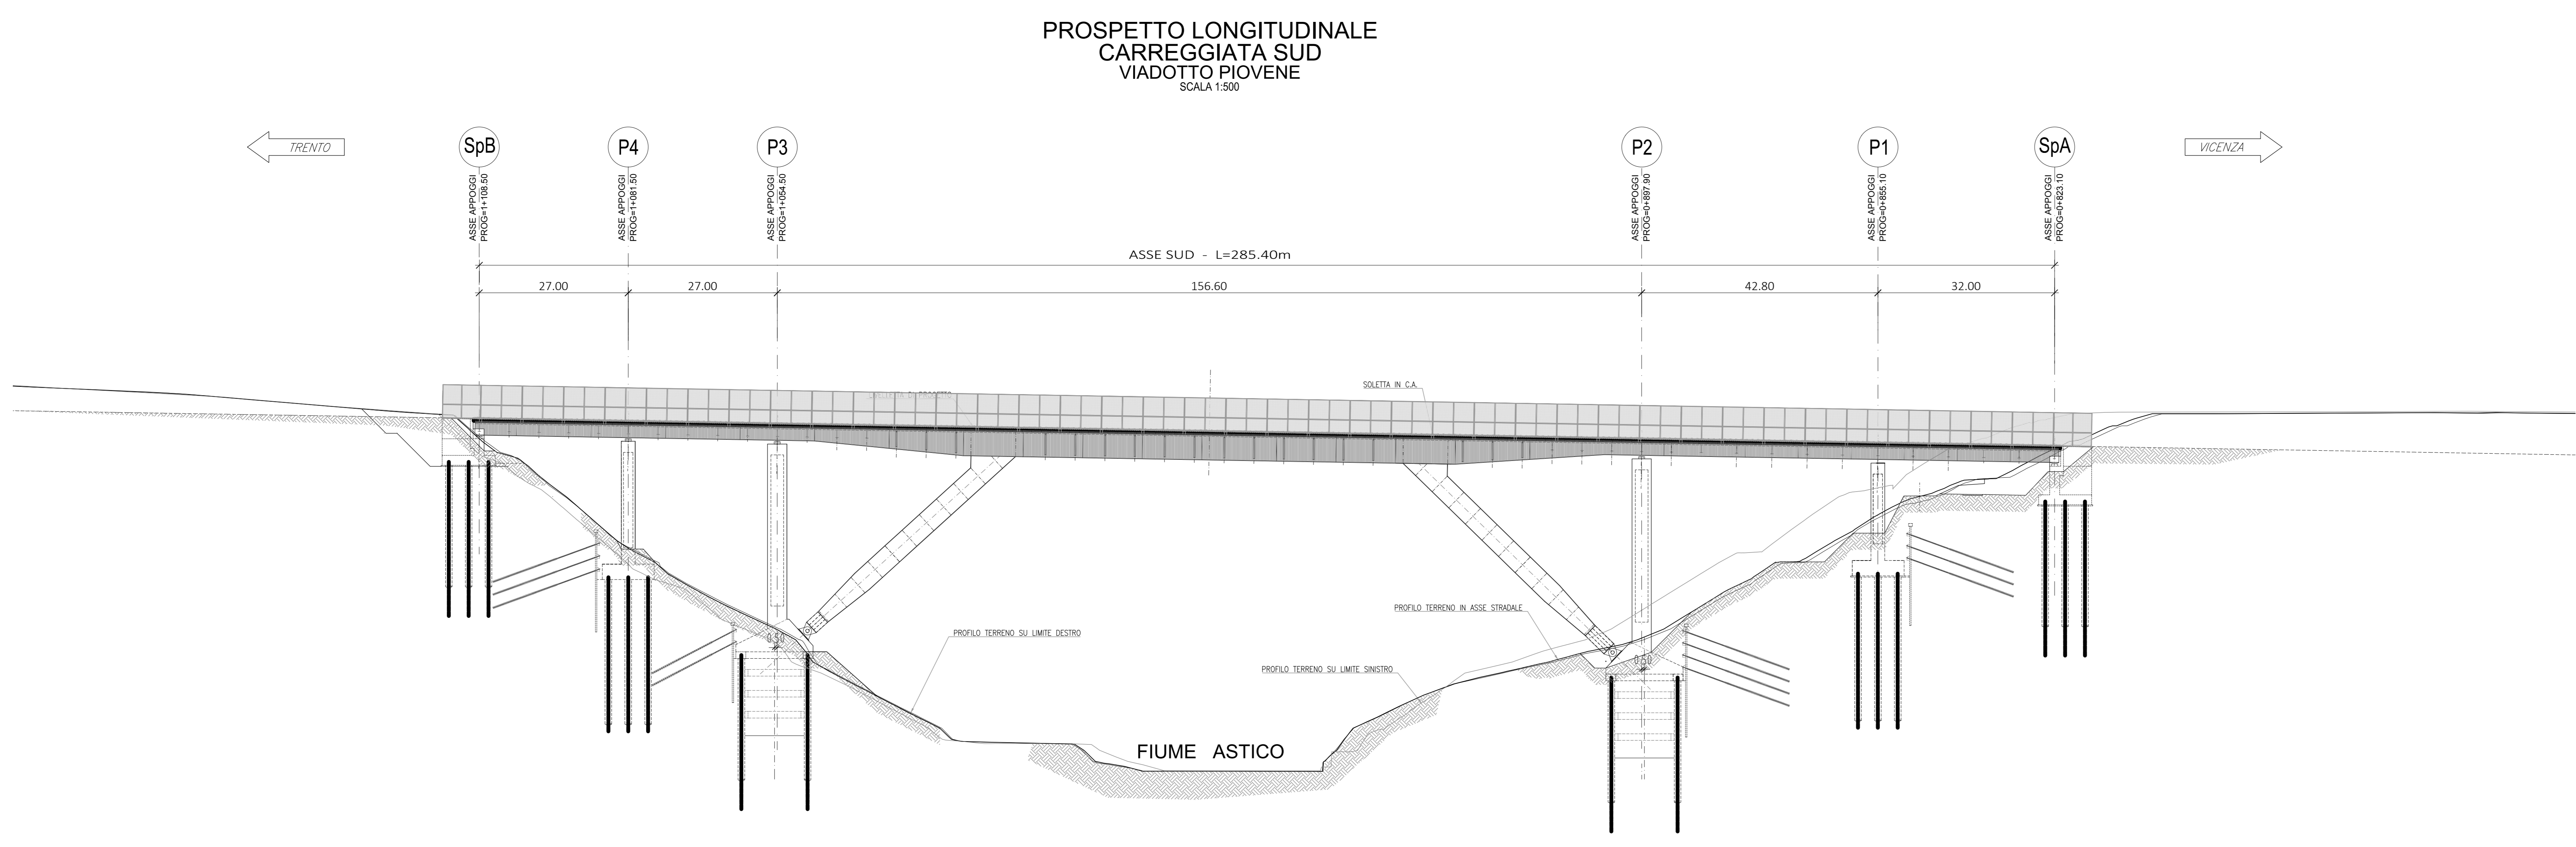 PROSPETTO LONGITUDINALE
CARREGGIATA SUD
VIADOTTO PIOVENE
SCALA 1:500
TRENTO
SpB
P4
P3
P2
P1
SpA
VICENZA
ASSE APPOGGI
PROG=1+108.50
ASSE APPOGGI
PROG=1+081.50
ASSE APPOGGI
PROG=1+054.50
ASSE APPOGGI
PROG=0+897.90
ASSE APPOGGI
PROG=0+855.10
ASSE APPOGGI
PROG=0+823.10
ASSE SUD - L=285.40m
27.00
27.00
156.60
42.80
32.00
SOLETTA IN C.A.
PROFILO TERRENO IN ASSE STRADALE
PROFILO TERRENO SU LIMITE DESTRO
0.50
0.50
PROFILO TERRENO SU LIMITE SINISTRO
FIUME ASTICO